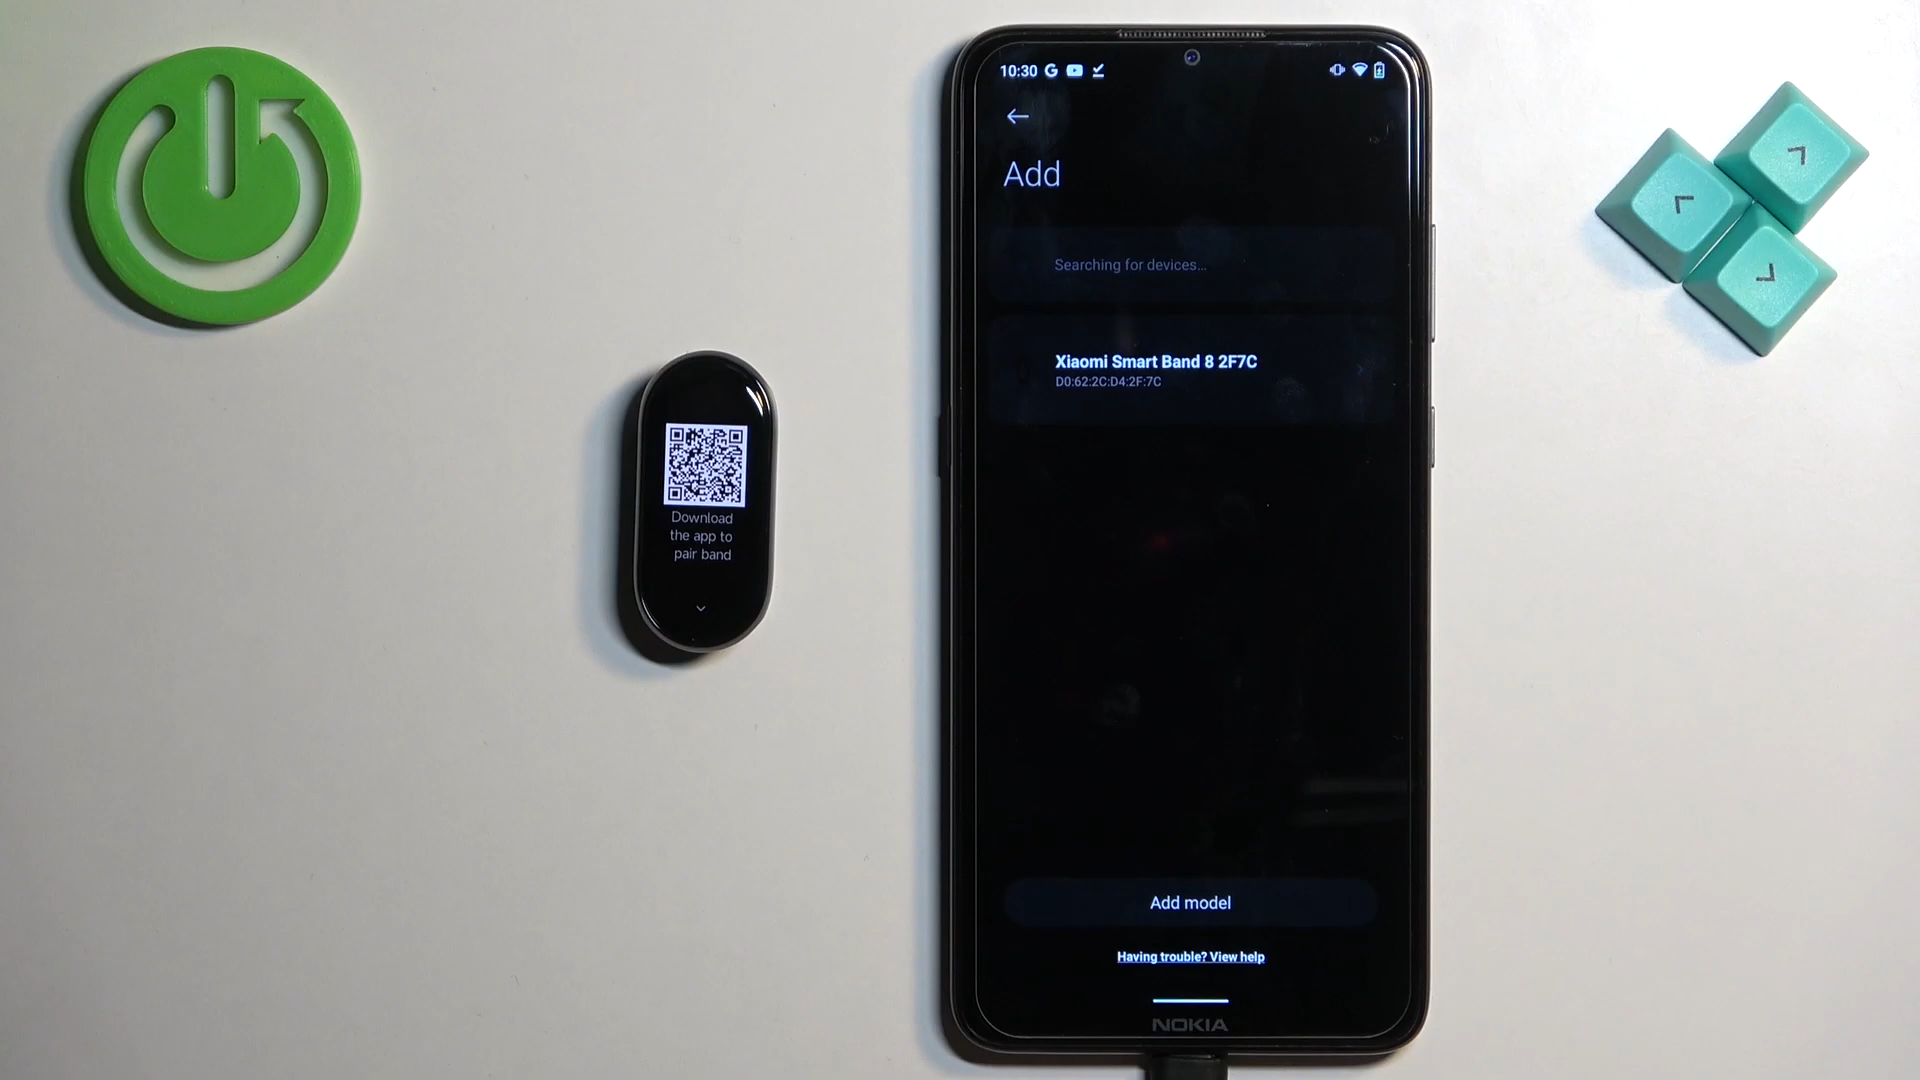 10:30
Add
Searching for devices...
Xiaomi Smart Band 8 2F7C
D0:62:2C:D4:2F:7C
Download
the app to
pair band
Add model
Having trouble? View help
NOKIA